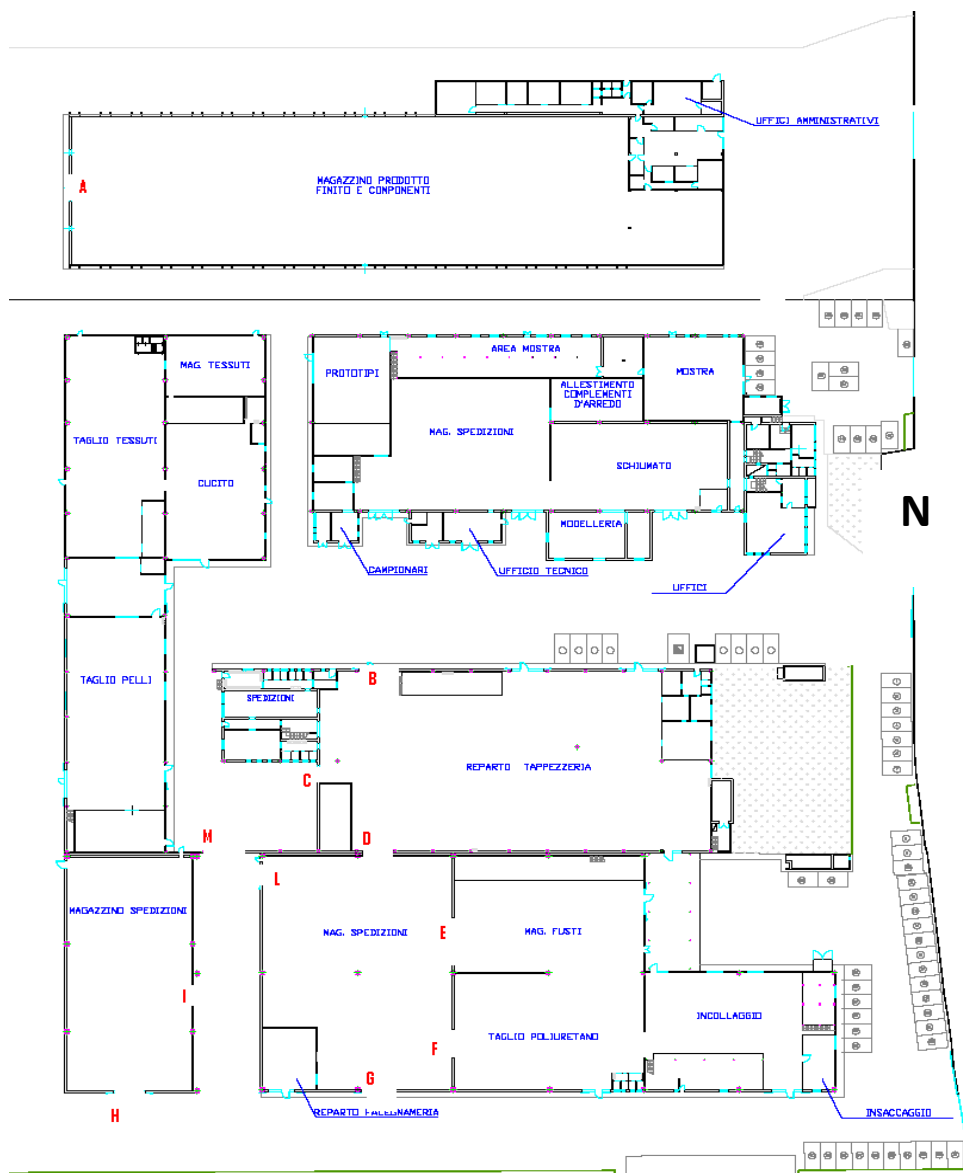 UFFICI AMMINISTRATIVI
A
MAGAZZINO PRODOTTO
FINITO E COMPONENTI
MAG. TESSUTI
AREA MOSTRA
PROTOTIPI
MOSTRA
ALLESTIMENTO
COMPLEMENTI
D'ARREDO
TAGLIO TESSUTI
MAG. SPEDIZIONI
CUCITO
SCHIUMATO
N
MODELLERIA
CAMPIONARI
UFFICIO TECNICO
UFFICI
TAGLIO PELLI
B
SPEDIZIONI
REPARTO TAPPEZZERIA
C
M
D
L
MAGAZZINO SPEDIZIONI
MAG. SPEDIZIONI
E
MAG. FUSTI
I
INCOLLAGGIO
TAGLIO POLIURETANO
F
G
H
REPARTO FALEGNAMERIA
INSACCAGGIO